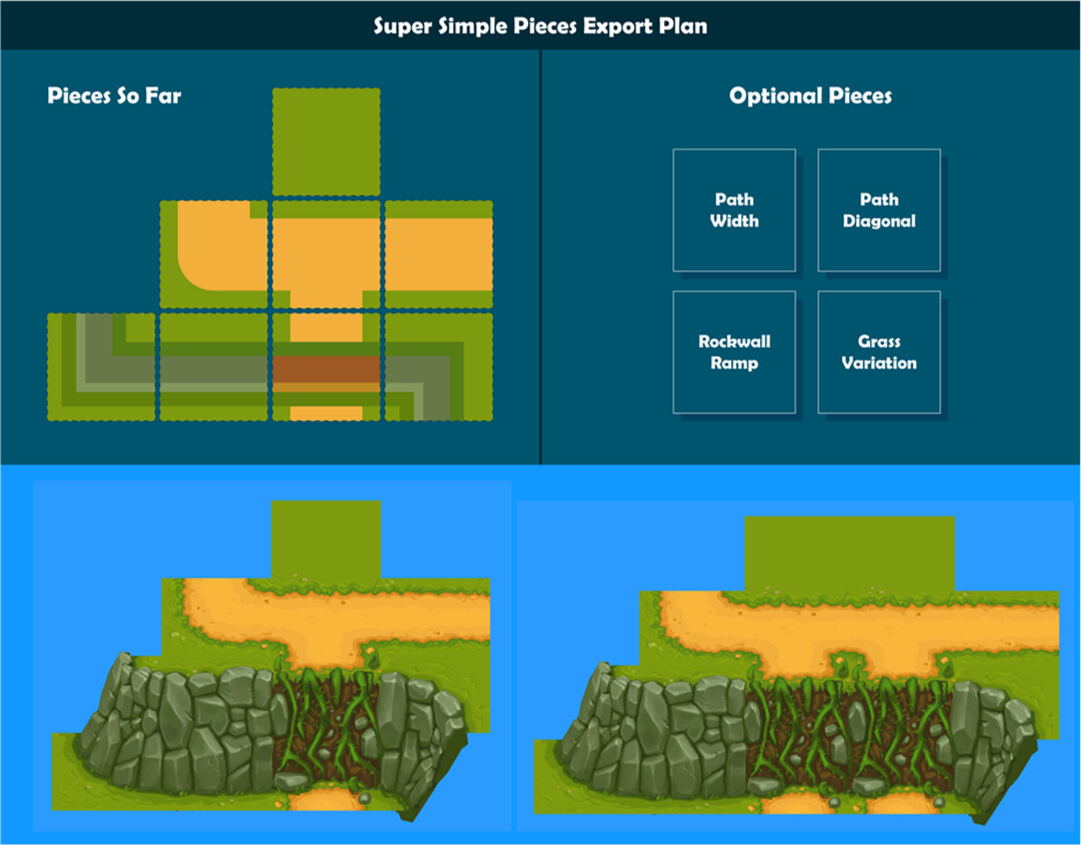 Super Simple Pieces Export Plan
Pieces So Far
Optional Pieces
Path
Width
Path
Diagonal
Rockwall
Ramp
Grass
Variation